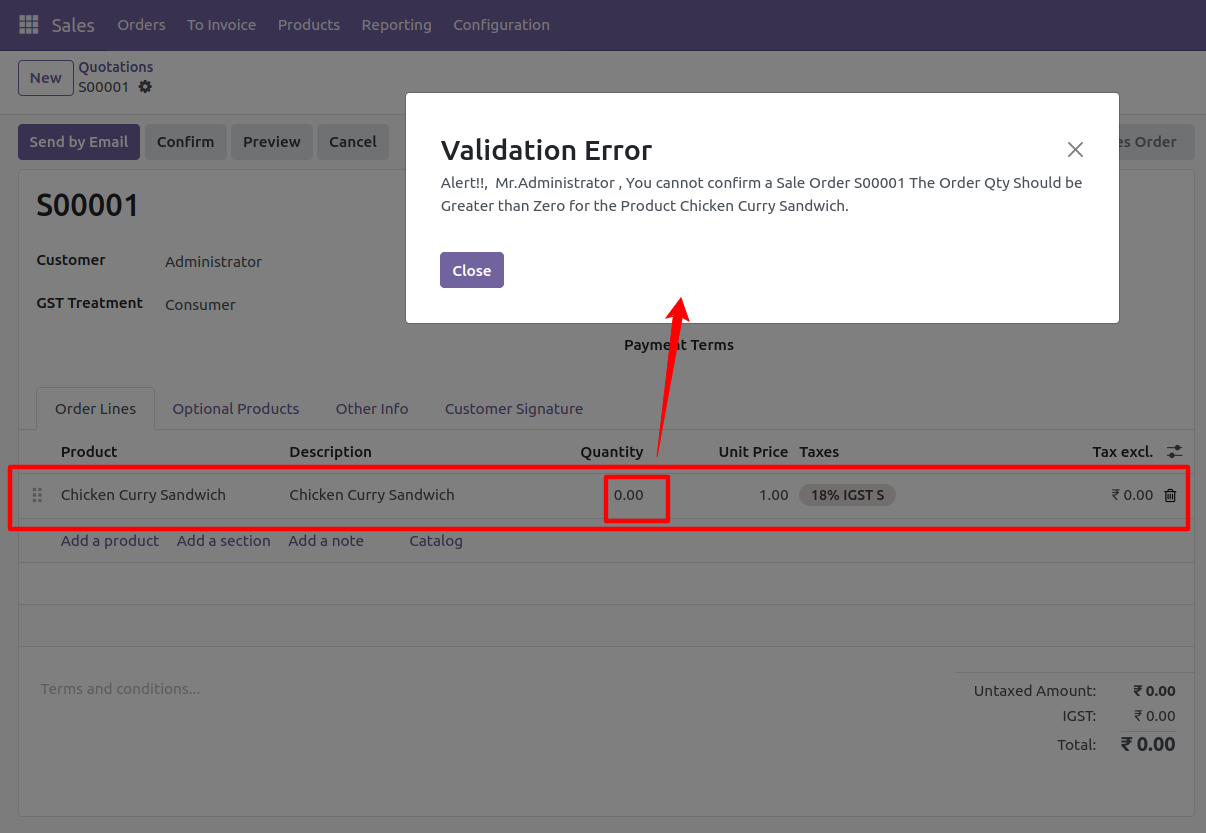 Sales Orders To Invoice Products Reporting Configuration
New Quotations
S00001
Send by Email Confirm Preview Cancel es Order
Validation Error
Alert!!, Mr.Administrator , You cannot confirm a Sale Order S00001 The Order Qty Should be
Greater than Zero for the Product Chicken Curry Sandwich.
Close
S00001
Customer Administrator
GST Treatment Consumer
Payment Terms
Order Lines Optional Products Other Info Customer Signature
Product Description Quantity Unit Price Taxes Tax excl.
Chicken Curry Sandwich Chicken Curry Sandwich 0.00 1.00 18% IGST S ₹ 0.00
Add a product Add a section Add a note Catalog
Terms and conditions...
Untaxed Amount: ₹ 0.00
IGST: ₹ 0.00
Total: ₹ 0.00